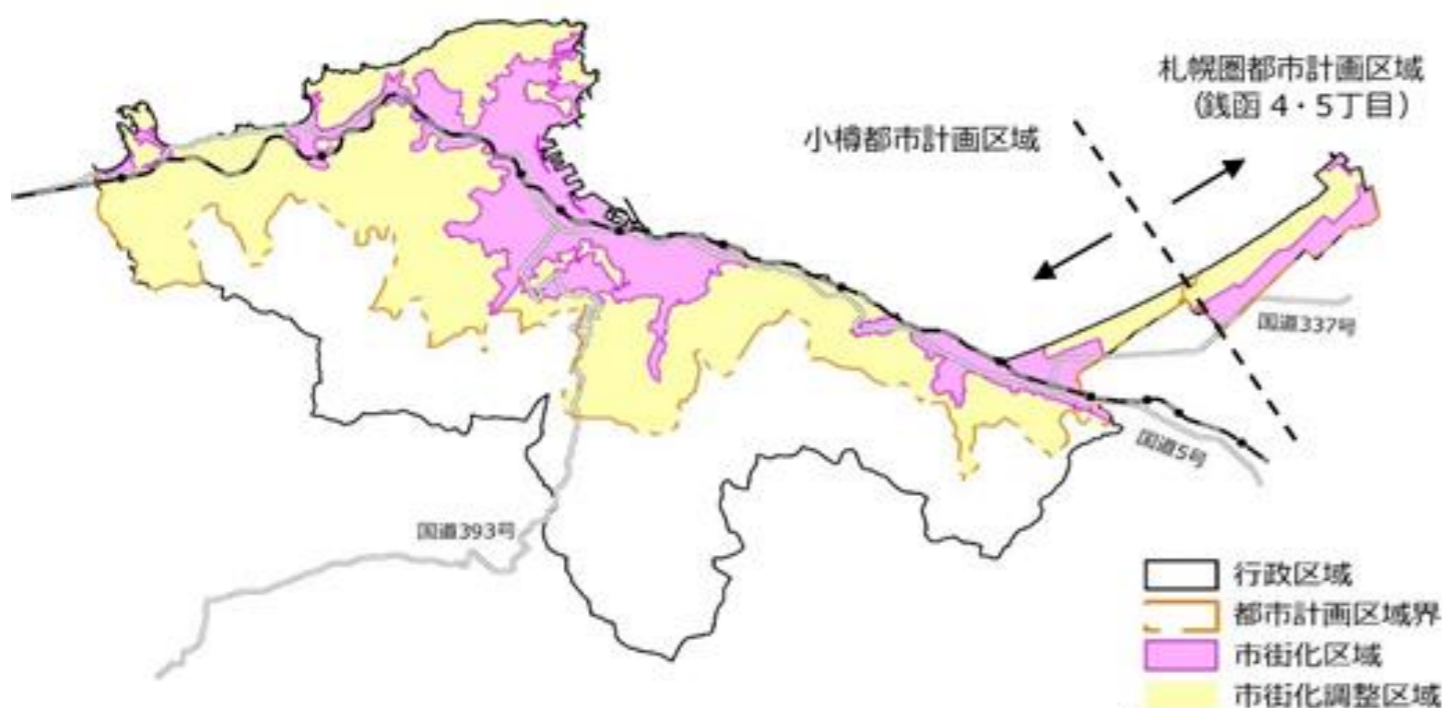 札幌圏都市計画区域
（銭函 4・5丁目）
小樽都市計画区域
国道337号
国道5号
国道393号
行政区域
都市計画区域界
市街化区域
市街化調整区域